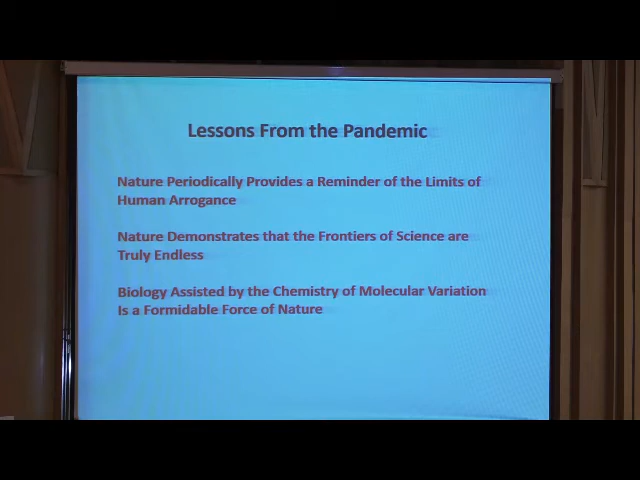 Lessons From the Pandemic
Nature Periodically Provides a Reminder of the Limits of
Human Arrogance
Nature Demonstrates that the Frontiers of Science are
Truly Endless
Biology Assisted by the Chemistry of Molecular Variation
Is a Formidable Force of Nature